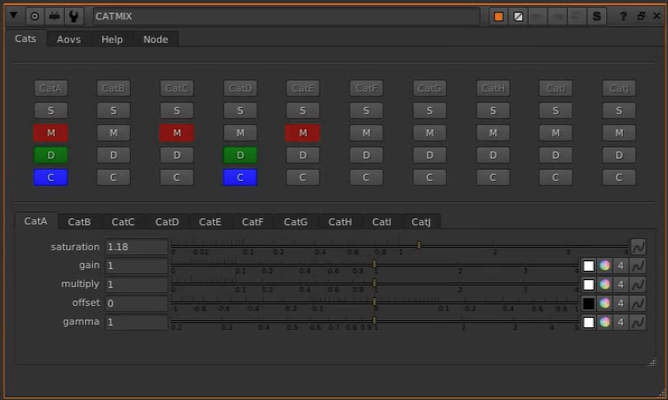 CATMIX S ?
Cats Aovs Help Node
CatA CatB CatC CatD CatE CatF CatG CatH CatI CatJ
S S S S S S S S S S
M M M M M M M M M M
D D D D D D D D D D
C C C C C C C C C C
CatA CatB CatC CatD CatE CatF CatG CatH CatI CatJ
saturation 1.18
0 0.01 0.1 0.2 0.4 0.6 0.8 1 2 3 4
gain 1 4
0 0.1 0.2 0.4 0.6 0.8 1 2 3 4
multiply 1 4
0 0.1 0.2 0.4 0.6 0.8 1 2 3 4
offset 0 4
-1 -0.8 -0.6 -0.4 -0.2 -0.1 0 0.1 0.2 0.4 0.6 0.8 1
gamma 1 4
0.2 0.3 0.4 0.5 0.6 0.7 0.8 0.9 1 2 3 4 5